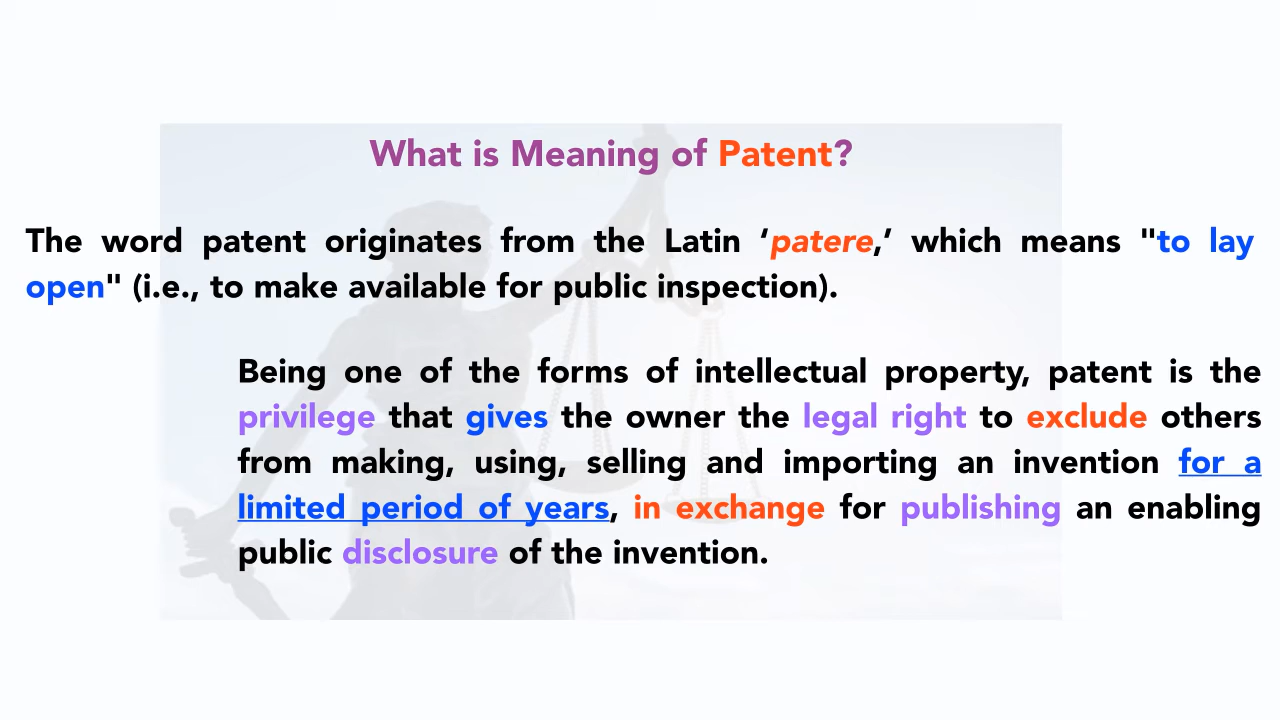 What is Meaning of Patent?
The word patent originates from the Latin ‘patere,’ which means "to lay
open" (i.e., to make available for public inspection).
Being one of the forms of intellectual property, patent is the
privilege that gives the owner the legal right to exclude others
from making, using, selling and importing an invention for a
limited period of years, in exchange for publishing an enabling
public disclosure of the invention.